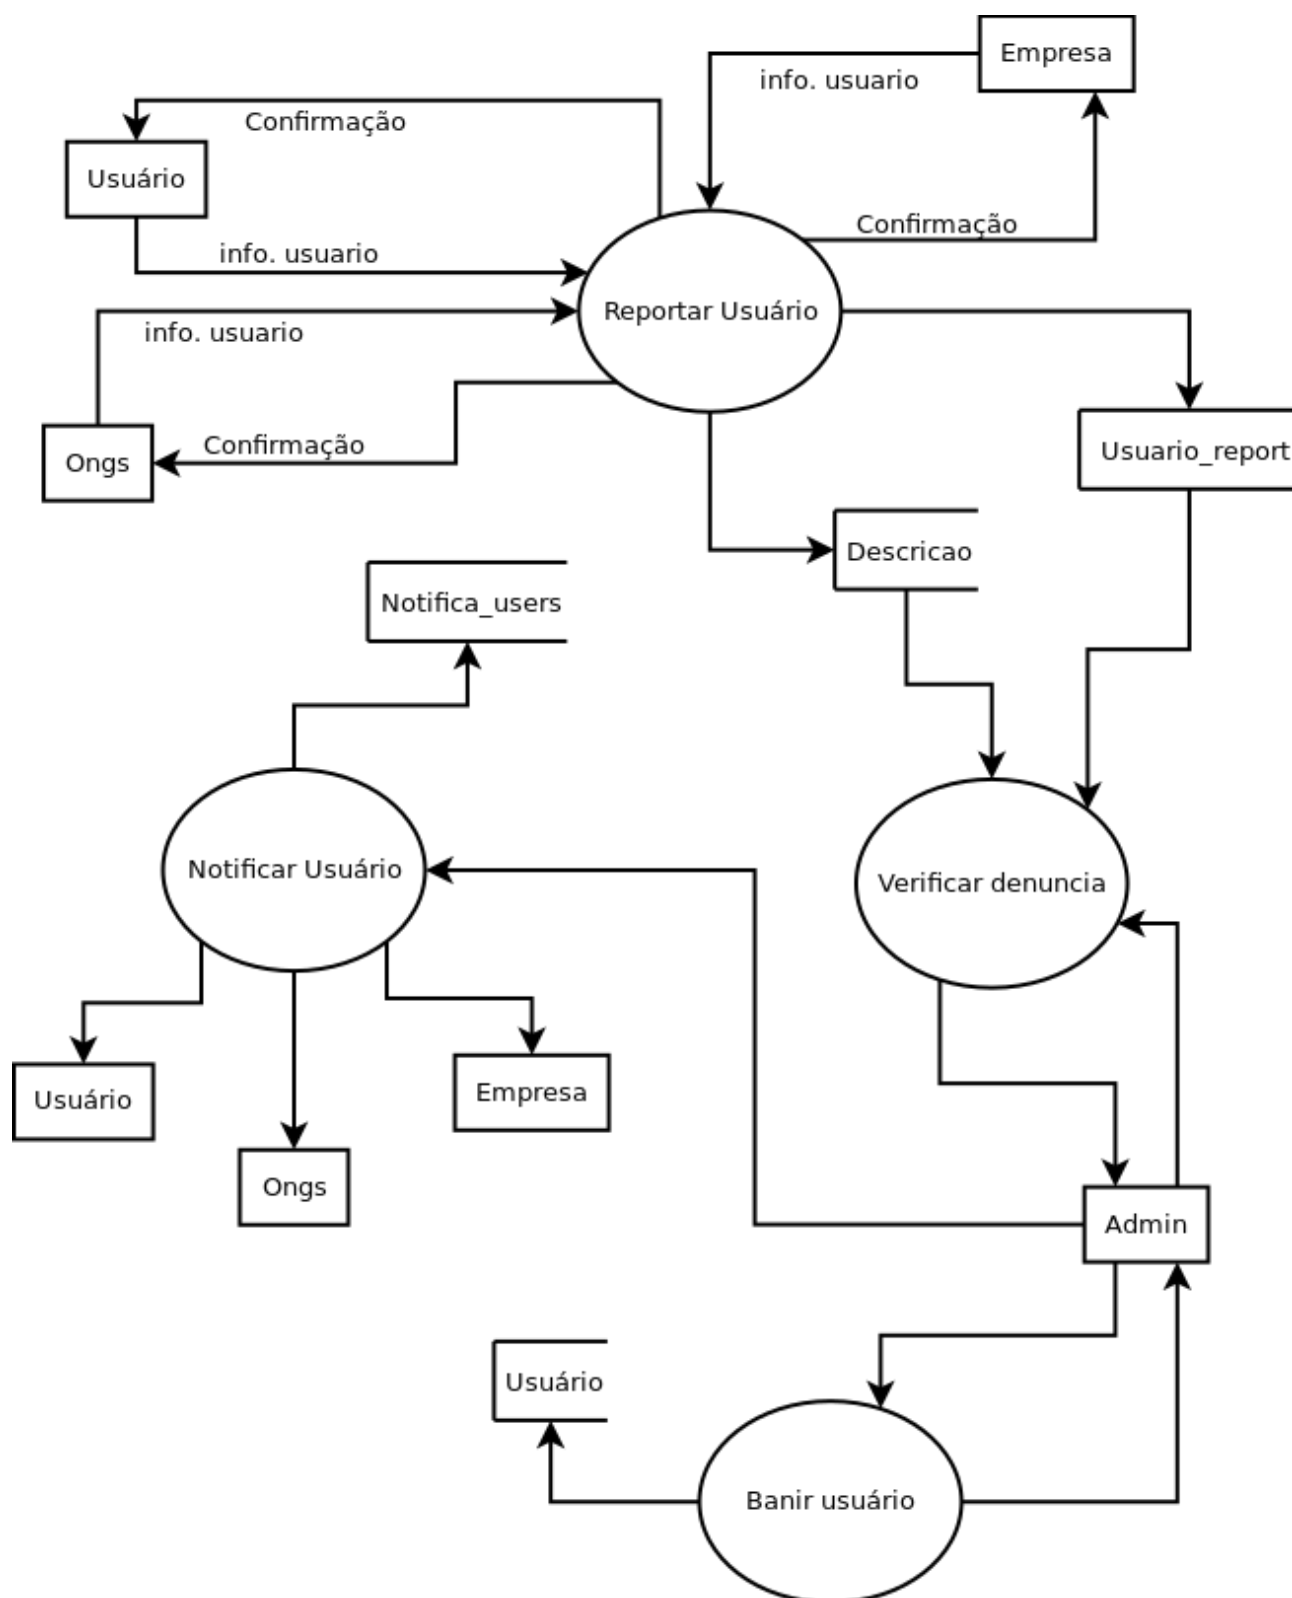 Empresa
info. usuario
Confirmação
Usuário
Confirmação
info. usuario
Reportar Usuário
info. usuario
Confirmação
Ongs
Usuario_report
Descricao
Notifica_users
Notificar Usuário
Verificar denuncia
Usuário
Empresa
Ongs
Admin
Usuário
Banir usuário